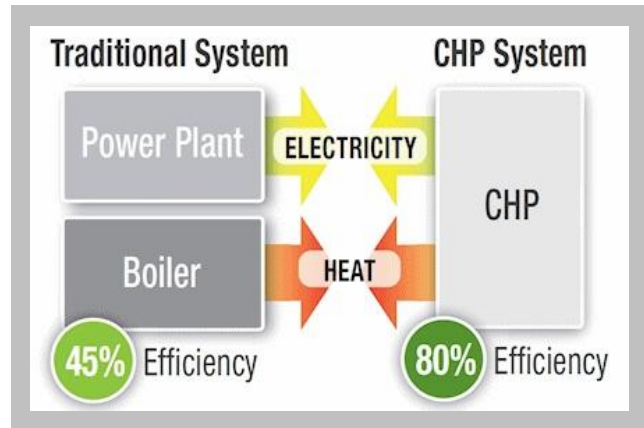 Traditional System
CHP System
Power Plant
ELECTRICITY
CHP
Boiler
HEAT
45% Efficiency
80% Efficiency